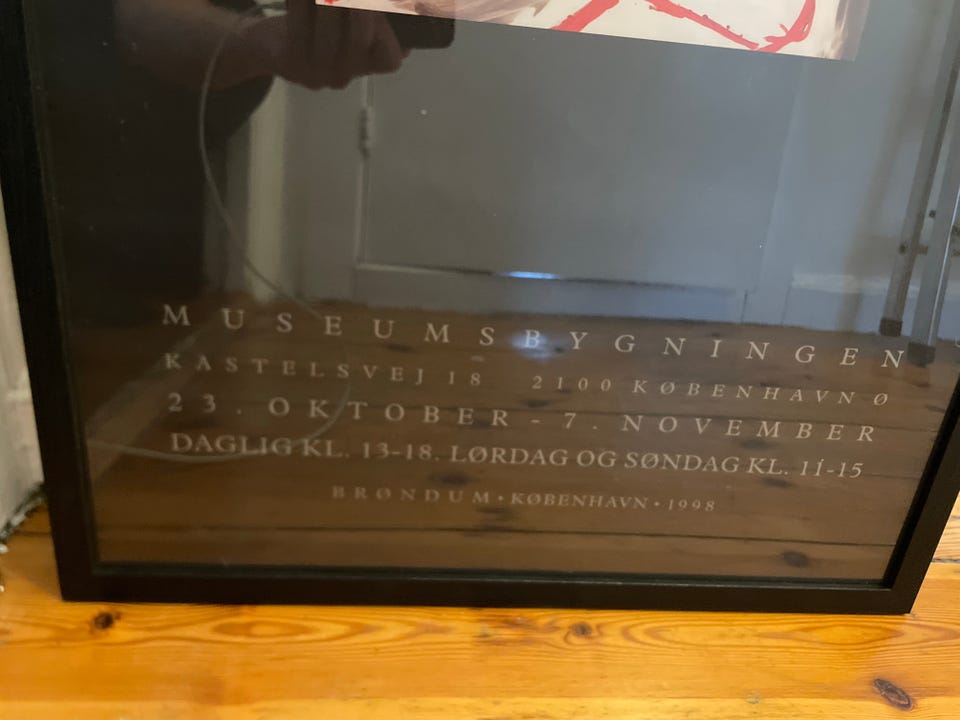 MUSEUMSBYGNINGEN
KASTELSVEJ 18 2100 KØBENHAVN Ø
23. OKTOBER - 7. NOVEMBER
DAGLIG KL. 13-18. LØRDAG OG SØNDAG KL. 11-15
BRØNDUM • KØBENHAVN • 1998